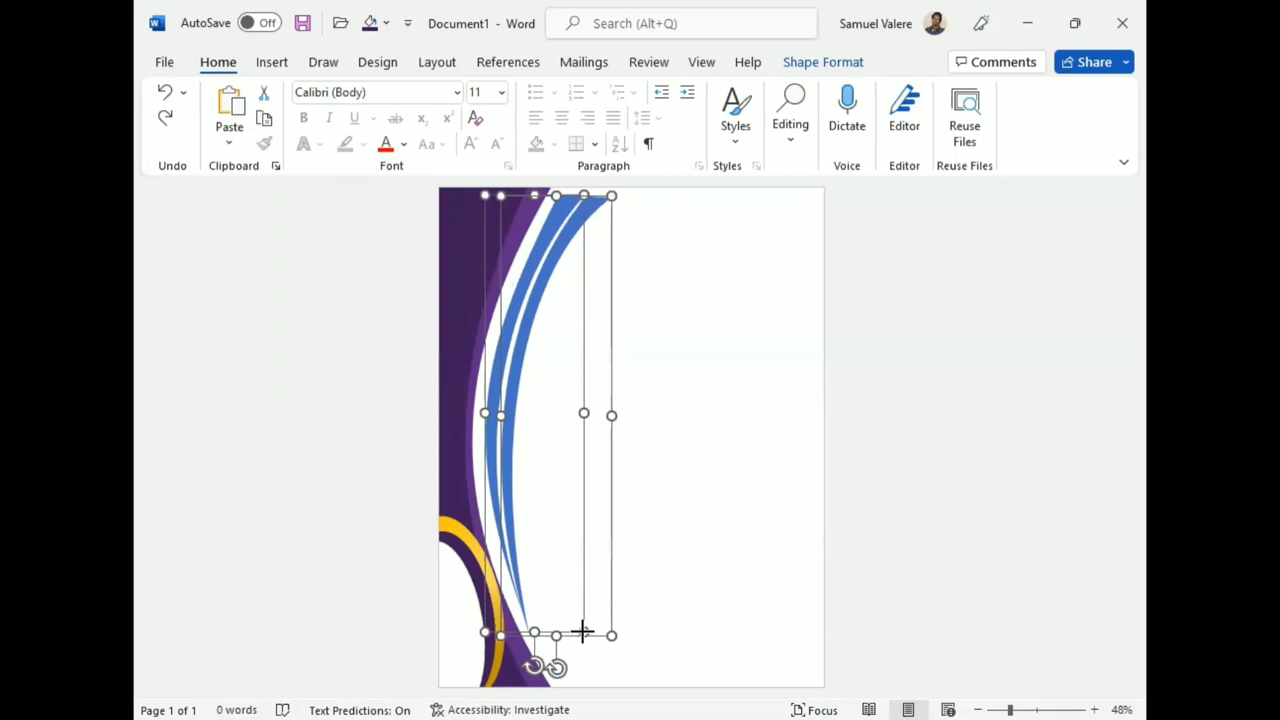 AutoSave Off Document1 - Word Search (Alt+Q) Samuel Valere
File Home Insert Draw Design Layout References Mailings Review View Help Shape Format Comments Share
Calibri (Body) 11
Paste Styles Editing Dictate Editor Reuse Files
Undo Clipboard Font Paragraph Styles Voice Editor Reuse Files
Page 1 of 1 0 words Text Predictions: On Accessibility: Investigate Focus 48%